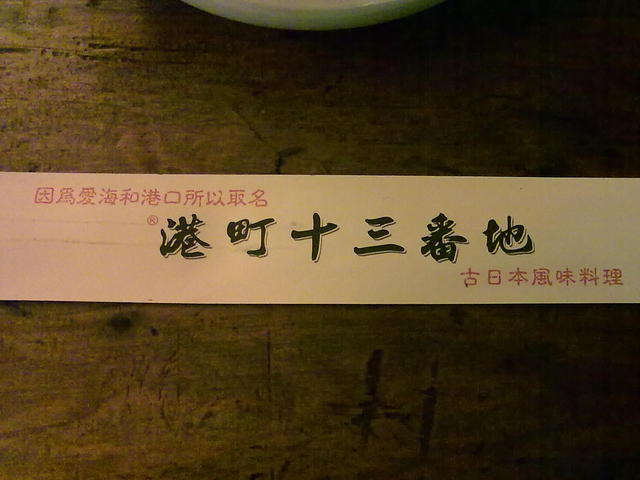 因爲愛海和港口所以取名
®港町十三番地
古日本風味料理